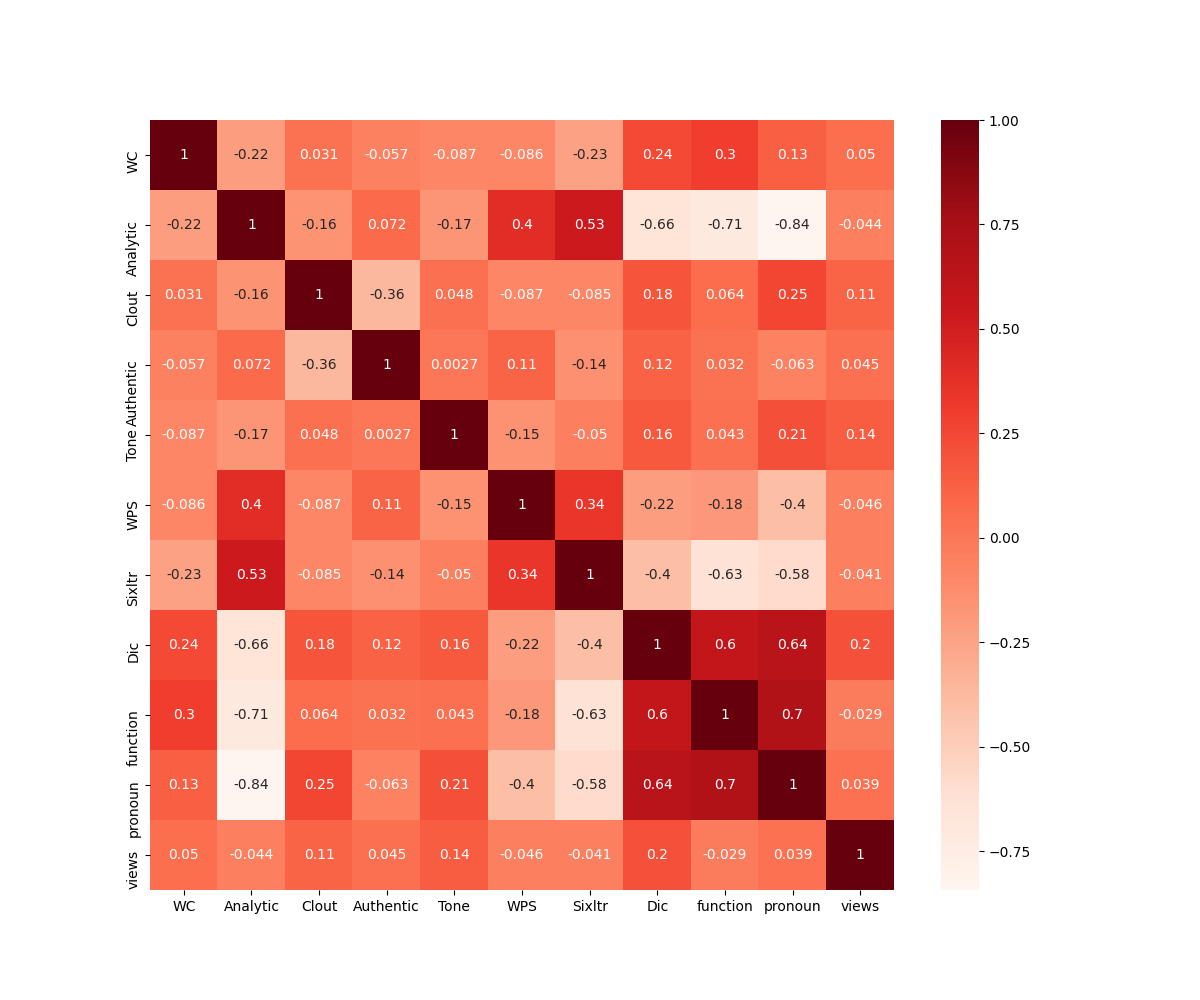 WC 1 -0.22 0.031 -0.057 -0.087 -0.086 -0.23 0.24 0.3 0.13 0.05
Analytic -0.22 1 -0.16 0.072 -0.17 0.4 0.53 -0.66 -0.71 -0.84 -0.044
Clout 0.031 -0.16 1 -0.36 0.048 -0.087 -0.085 0.18 0.064 0.25 0.11
Authentic -0.057 0.072 -0.36 1 0.0027 0.11 -0.14 0.12 0.032 -0.063 0.045
Tone -0.087 -0.17 0.048 0.0027 1 -0.15 -0.05 0.16 0.043 0.21 0.14
WPS -0.086 0.4 -0.087 0.11 -0.15 1 0.34 -0.22 -0.18 -0.4 -0.046
Sixltr -0.23 0.53 -0.085 -0.14 -0.05 0.34 1 -0.4 -0.63 -0.58 -0.041
Dic 0.24 -0.66 0.18 0.12 0.16 -0.22 -0.4 1 0.6 0.64 0.2
function 0.3 -0.71 0.064 0.032 0.043 -0.18 -0.63 0.6 1 0.7 -0.029
pronoun 0.13 -0.84 0.25 -0.063 0.21 -0.4 -0.58 0.64 0.7 1 0.039
views 0.05 -0.044 0.11 0.045 0.14 -0.046 -0.041 0.2 -0.029 0.039 1
WC Analytic Clout Authentic Tone WPS Sixltr Dic function pronoun views
1.00
0.75
0.50
0.25
0.00
−0.25
−0.50
−0.75